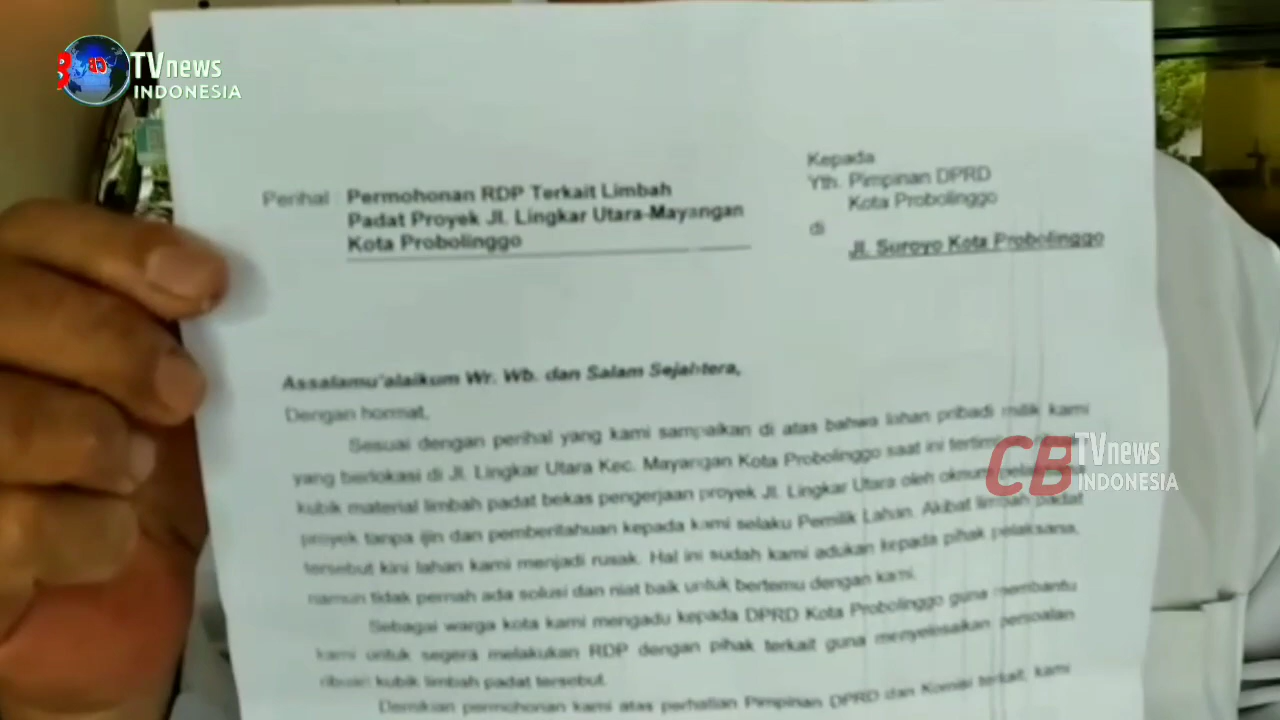 TVnews
INDONESIA
Kepada
Yth. Pimpinan DPRD
Kota Probolinggo
di
Jl. Suroyo Kota Probolinggo
Perihal : Permohonan RDP Terkait Limbah
Padat Proyek Jl. Lingkar Utara-Mayangan
Kota Probolinggo
Assalamu'alaikum Wr. Wb. dan Salam Sejahtera,
Dengan hormat,
Sesuai dengan perihal yang kami sampaikan di atas bahwa lahan pribadi milik kami
yang berlokasi di Jl. Lingkar Utara Kec. Mayangan Kota Probolinggo saat ini
kubik material limbah padat bekas pengerjaan proyek Jl. Lingkar Utara oleh oknum
proyek tanpa ijin dan pemberitahuan kepada kami selaku Pemilik Lahan. Akibat limbah padat
tersebut kini lahan kami menjadi rusak. Hal ini sudah kami adukan kepada pihak pelaksana,
namun tidak pernah ada solusi dan niat baik untuk bertemu dengan kami.
Sebagai warga kota kami mengadu kepada DPRD Kota Probolinggo guna membantu
kami untuk segera melakukan RDP dengan pihak terkait guna menyelesaikan persoalan
ribuan kubik limbah padat tersebut.
Demikian permohonan kami atas perhatian Pimpinan DPRD dan Komisi terkait, kami
CBTVnews
INDONESIA